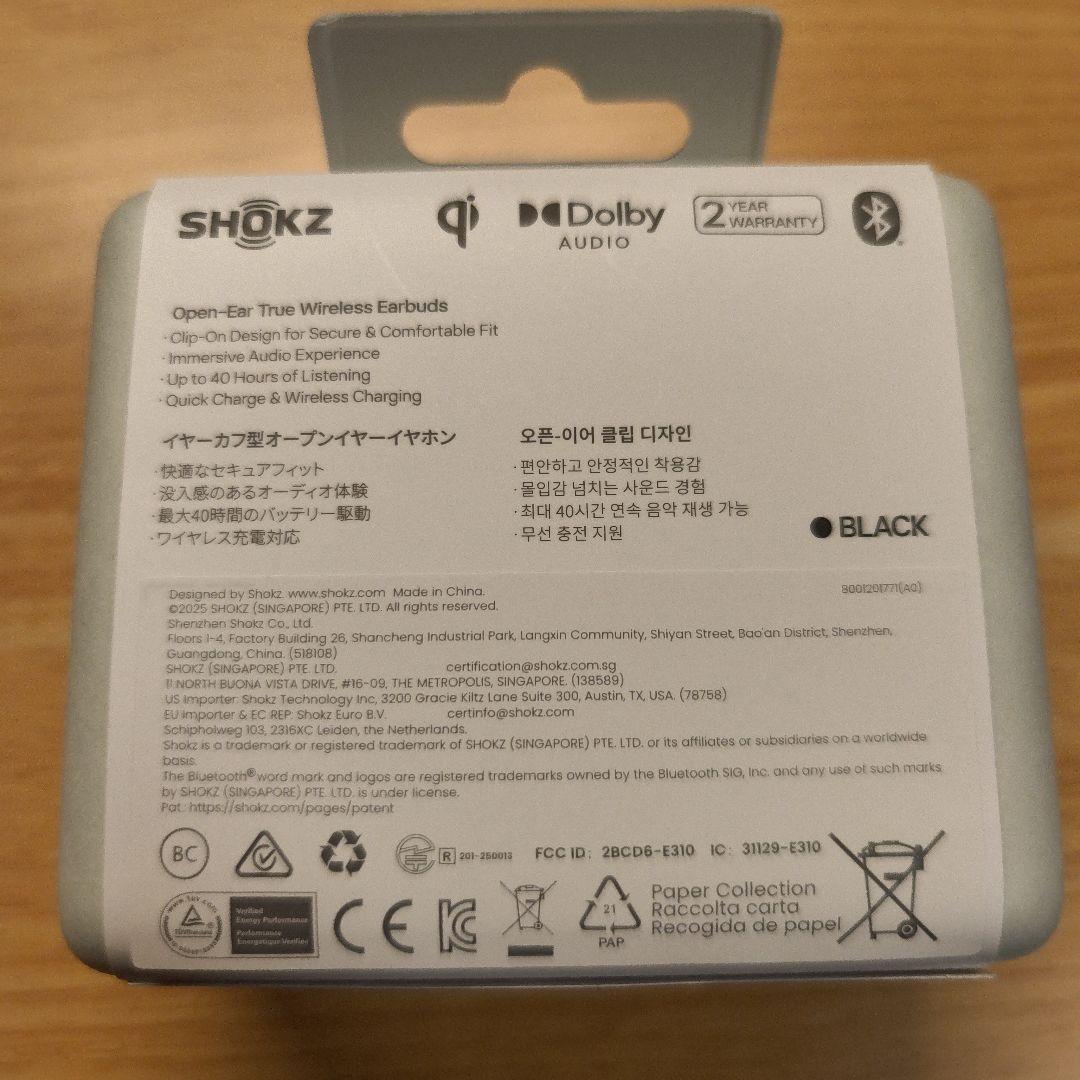 SHOKZ
qi
Dolby
AUDIO
2 YEAR WARRANTY
Open-Ear True Wireless Earbuds
·Clip-On Design for Secure & Comfortable Fit
·Immersive Audio Experience
·Up to 40 Hours of Listening
·Quick Charge & Wireless Charging
イヤーカフ型オープンイヤーイヤホン
·快適なセキュアフィット
·没入感のあるオーディオ体験
·最大40時間のバッテリー駆動
·ワイヤレス充電対応
오픈-이어 클립 디자인
·편안하고 안정적인 착용감
·몰입감 넘치는 사운드 경험
·최대 40시간 연속 음악 재생 가능
·무선 충전 지원
BLACK
8001201771(A0)
Designed by Shokz. www.shokz.com Made in China.
©2025 SHOKZ (SINGAPORE) PTE. LTD. All rights reserved.
Shenzhen Shokz Co., Ltd.
Floors 1-4, Factory Building 26, Shancheng Industrial Park, Langxin Community, Shiyan Street, Bao'an District, Shenzhen,
Guangdong, China. (518108)
SHOKZ (SINGAPORE) PTE. LTD. certification@shokz.com.sg
11 NORTH BUONA VISTA DRIVE, #16-09, THE METROPOLIS, SINGAPORE. (138589)
US Importer: Shokz Technology Inc, 3200 Gracie Kiltz Lane Suite 300, Austin, TX, USA. (78758)
EU importer & EC REP: Shokz Euro B.V. certinfo@shokz.com
Schipholweg 103, 2316XC Leiden, the Netherlands.
Shokz is a trademark or registered trademark of SHOKZ (SINGAPORE) PTE. LTD. or its affiliates or subsidiaries on a worldwide
basis.
The Bluetooth® word mark and logos are registered trademarks owned by the Bluetooth SIG, Inc. and any use of such marks
by SHOKZ (SINGAPORE) PTE. LTD. is under license.
Pat.: https://shokz.com/pages/patent
BC
R 201-250013
FCC ID: 2BCD6-E310 IC: 31129-E310
www.tuv.com
TÜVRheinland
Verified
Energy Performance
Performance
Energetique Verified
CE
KC
21
PAP
Paper Collection
Raccolta carta
Recogida de papel